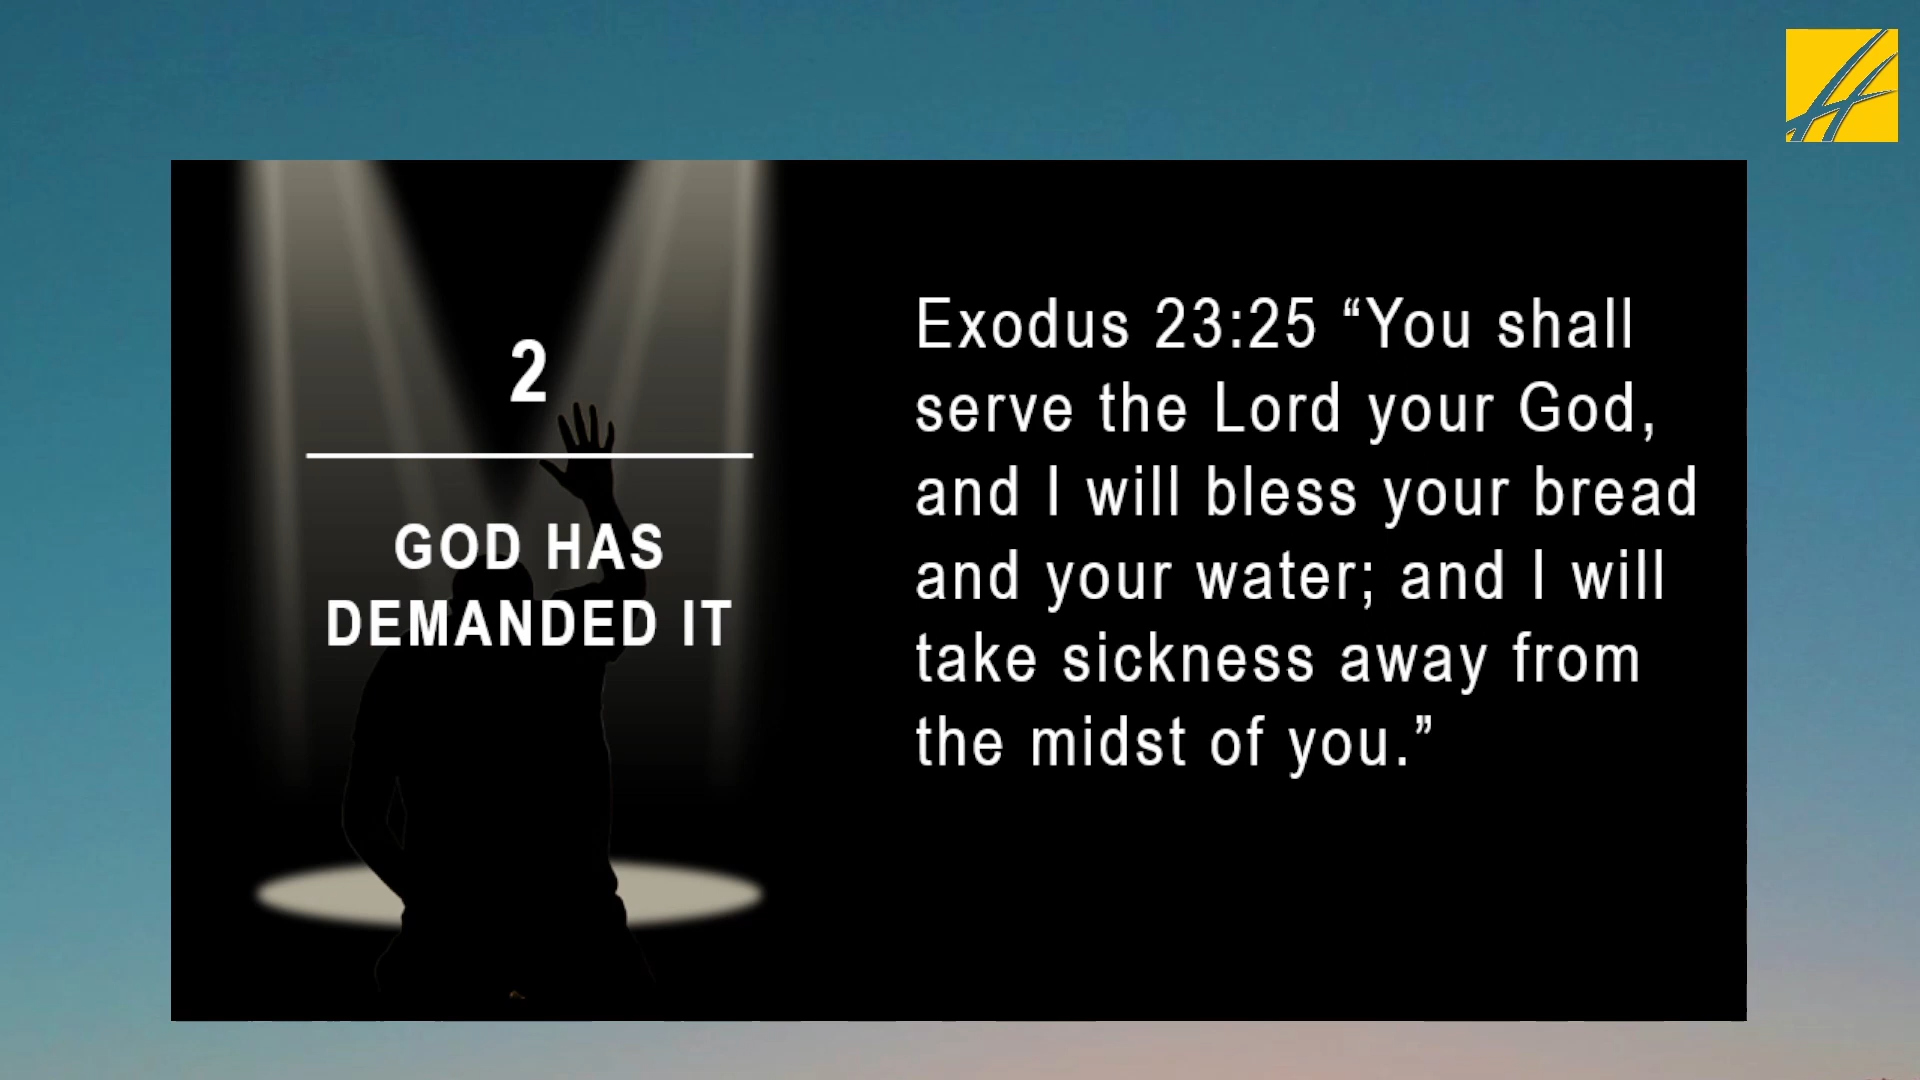 2
GOD HAS
DEMANDED IT
Exodus 23:25 “You shall
serve the Lord your God,
and I will bless your bread
and your water; and I will
take sickness away from
the midst of you.”